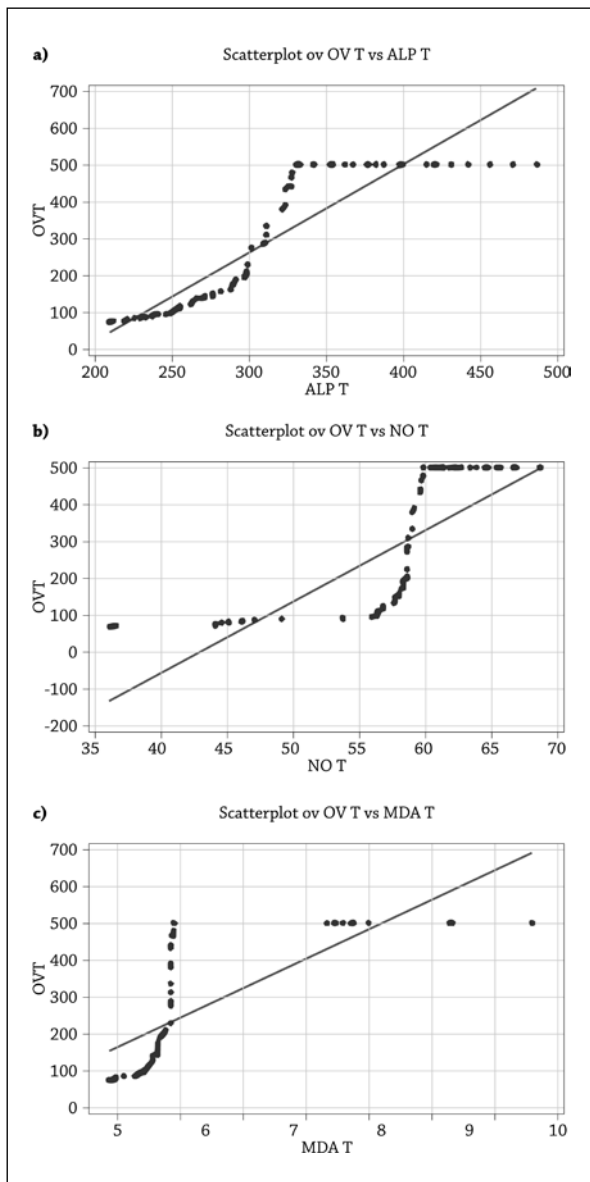 a) Scatterplot ov OV T vs ALP T
700
600
500
400
300
200
100
0
OVT
200 250 300 350 400 450 500
ALP T
b) Scatterplot ov OV T vs NO T
500
400
300
200
100
0
-100
-200
OVT
35 40 45 50 55 60 65 70
NO T
c) Scatterplot ov OV T vs MDA T
700
600
500
400
300
200
100
0
OVT
5 6 7 8 9 10
MDA T